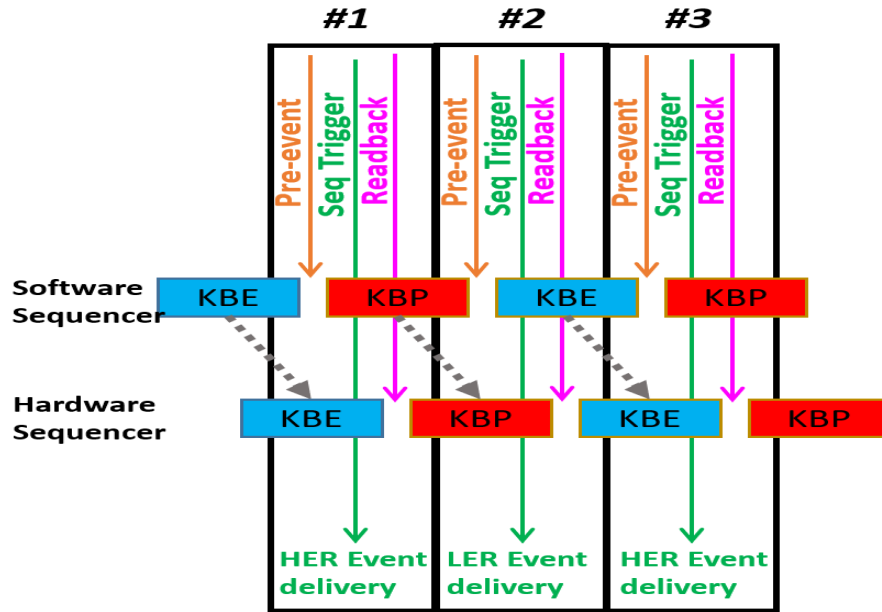 #1 #2 #3
Pre-event
Seq Trigger
Readback
Pre-event
Seq Trigger
Readback
Pre-event
Seq Trigger
Readback
Software
Sequencer
KBE KBP KBE KBP
Hardware
Sequencer
KBE KBP KBE KBP
HER Event LER Event HER Event
delivery delivery delivery